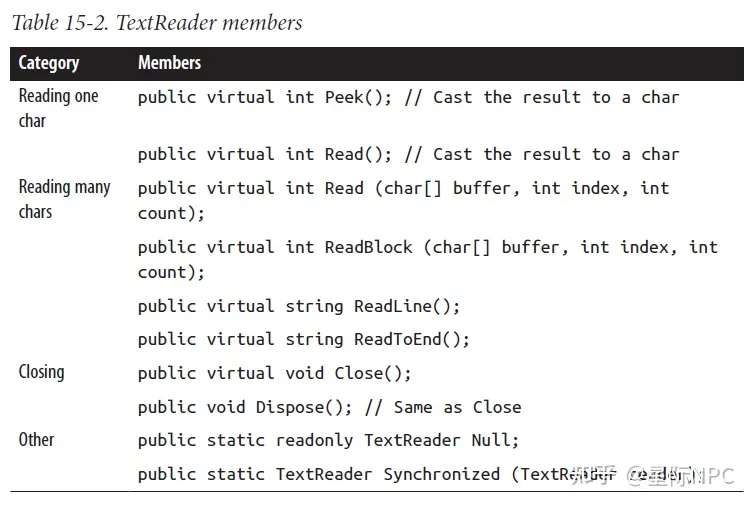 Table 15-2. TextReader members
Category Members
Reading one char public virtual int Peek(); // Cast the result to a char
public virtual int Read(); // Cast the result to a char
Reading many chars public virtual int Read (char[] buffer, int index, int
count);
public virtual int ReadBlock (char[] buffer, int index, int
count);
public virtual string ReadLine();
public virtual string ReadToEnd();
Closing public virtual void Close();
public void Dispose(); // Same as Close
Other public static readonly TextReader Null;
public static TextReader Synchronized (TextReader reader);
知乎 @星际NPC